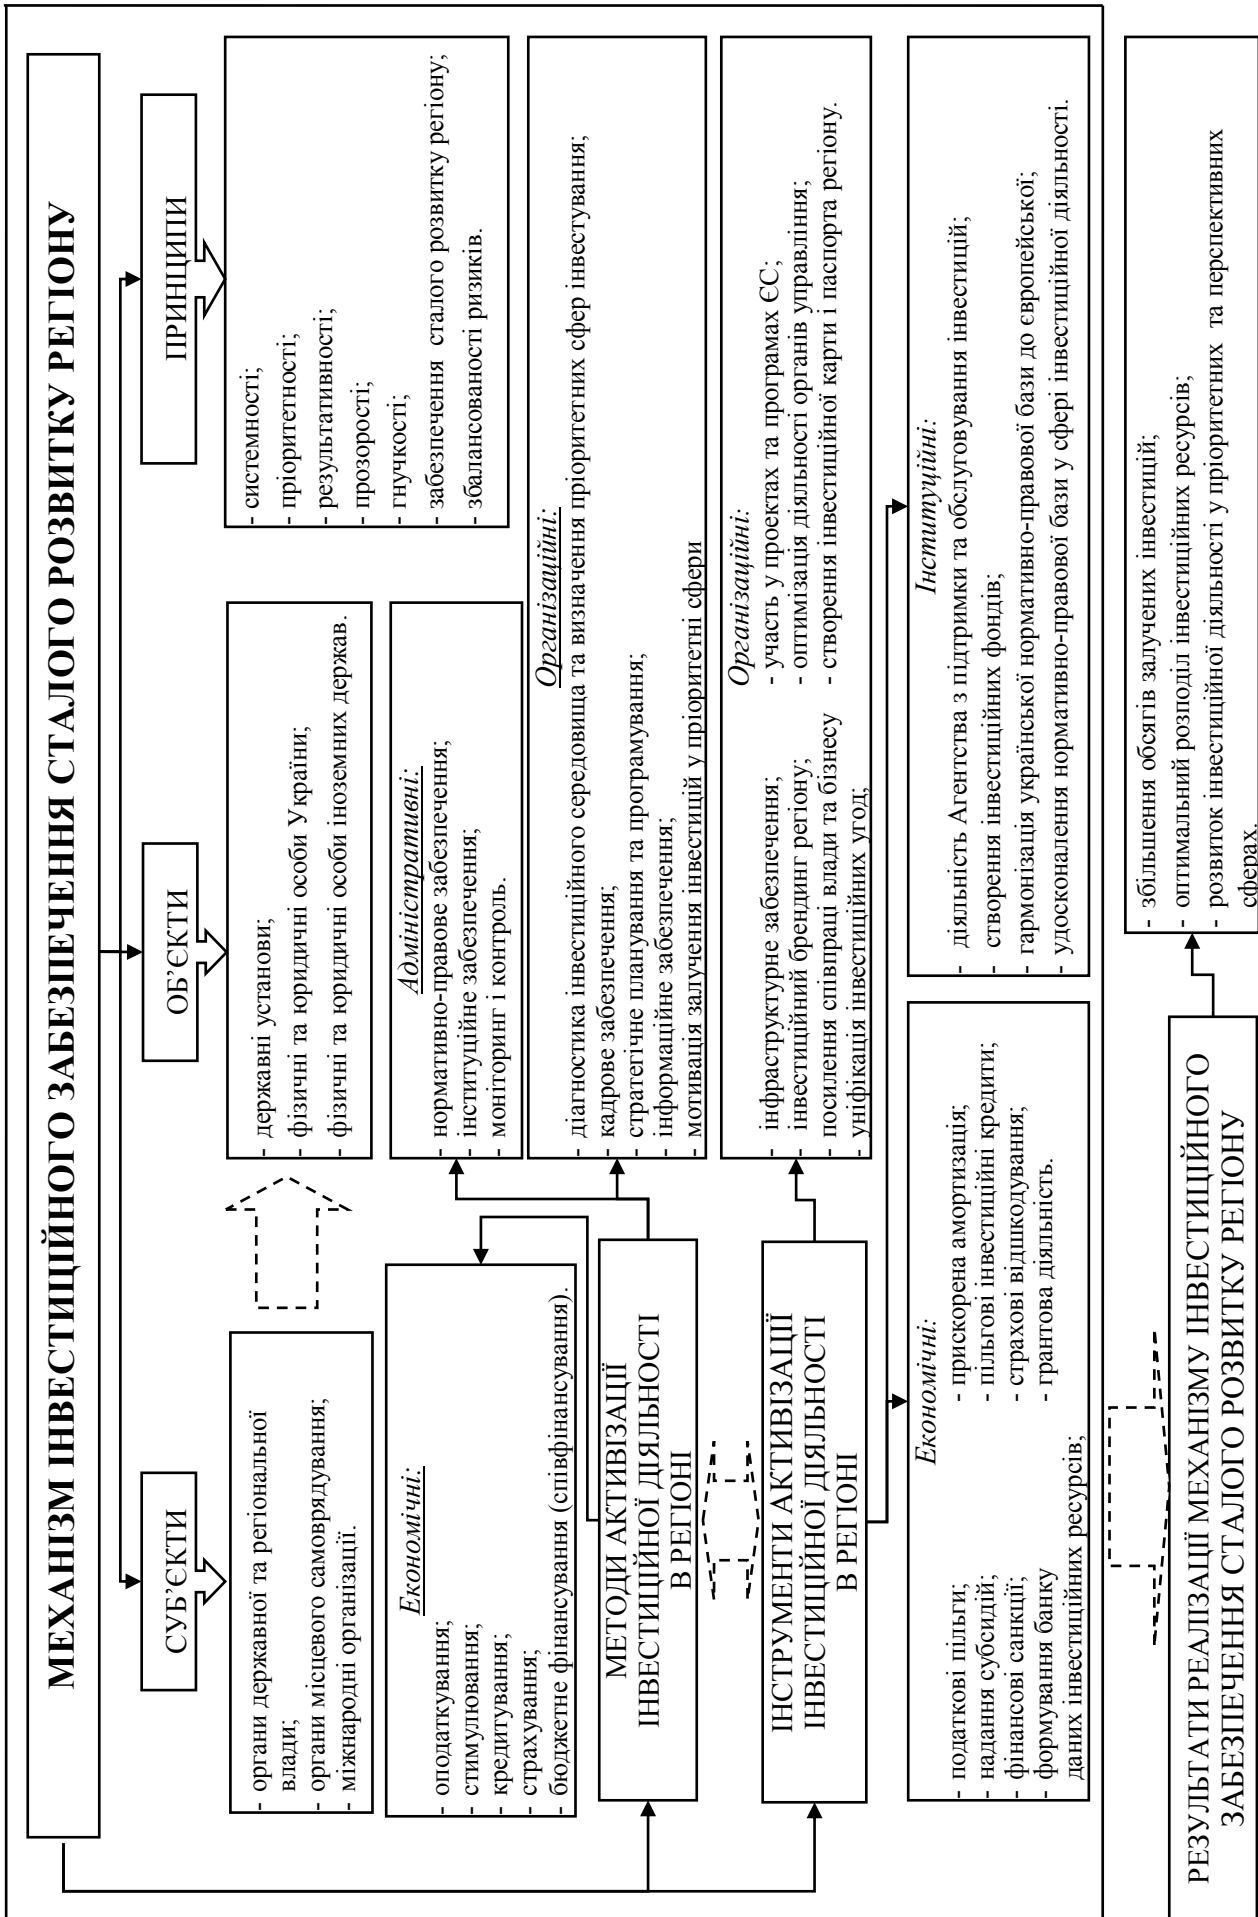 МЕХАНІЗМ ІНВЕСТИЦІЙНОГО ЗАБЕЗПЕЧЕННЯ СТАЛОГО РОЗВИТКУ РЕГІОНУ
СУБ’ЄКТИ
ОБ’ЄКТИ
ПРИНЦИПИ
- органи державної та регіональної
влади;
- органи місцевого самоврядування;
- міжнародні організації.
- державні установи;
- фізичні та юридичні особи України;
- фізичні та юридичні особи іноземних держав.
- системності;
- пріоритетності;
- результативності;
- прозорості;
- гнучкості;
- забезпечення сталого розвитку регіону;
- збалансованості ризиків.
Економічні:
- оподаткування;
- стимулювання;
- кредитування;
- страхування;
- бюджетне фінансування (співфінансування).
Адміністративні:
- нормативно-правове забезпечення;
- інституційне забезпечення;
- моніторинг і контроль.
Організаційні:
- діагностика інвестиційного середовища та визначення пріоритетних сфер інвестування;
- кадрове забезпечення;
- стратегічне планування та програмування;
- інформаційне забезпечення;
- мотивація залучення інвестицій у пріоритетні сфери
МЕТОДИ АКТИВІЗАЦІЇ
ІНВЕСТИЦІЙНОЇ ДІЯЛЬНОСТІ
В РЕГІОНІ
ІНСТРУМЕНТИ АКТИВІЗАЦІЇ
ІНВЕСТИЦІЙНОЇ ДІЯЛЬНОСТІ
В РЕГІОНІ
Організаційні:
- інфраструктурне забезпечення;
- інвестиційний брендинг регіону;
- посилення співпраці влади та бізнесу
- уніфікація інвестиційних угод;
- участь у проектах та програмах ЄС;
- оптимізація діяльності органів управління;
- створення інвестиційної карти і паспорта регіону.
Економічні:
- податкові пільги;
- надання субсидій;
- фінансові санкції;
- формування банку
даних інвестиційних ресурсів;
- прискорена амортизація;
- пільгові інвестиційні кредити;
- страхові відшкодування;
- грантова діяльність.
Інституційні:
- діяльність Агентства з підтримки та обслуговування інвестицій;
- створення інвестиційних фондів;
- гармонізація української нормативно-правової бази до європейської;
- удосконалення нормативно-правової бази у сфері інвестиційної діяльності.
РЕЗУЛЬТАТИ РЕАЛІЗАЦІЇ МЕХАНІЗМУ ІНВЕСТИЦІЙНОГО
ЗАБЕЗПЕЧЕННЯ СТАЛОГО РОЗВИТКУ РЕГІОНУ
- збільшення обсягів залучених інвестицій;
- оптимальний розподіл інвестиційних ресурсів;
- розвиток інвестиційної діяльності у пріоритетних та перспективних
сферах.